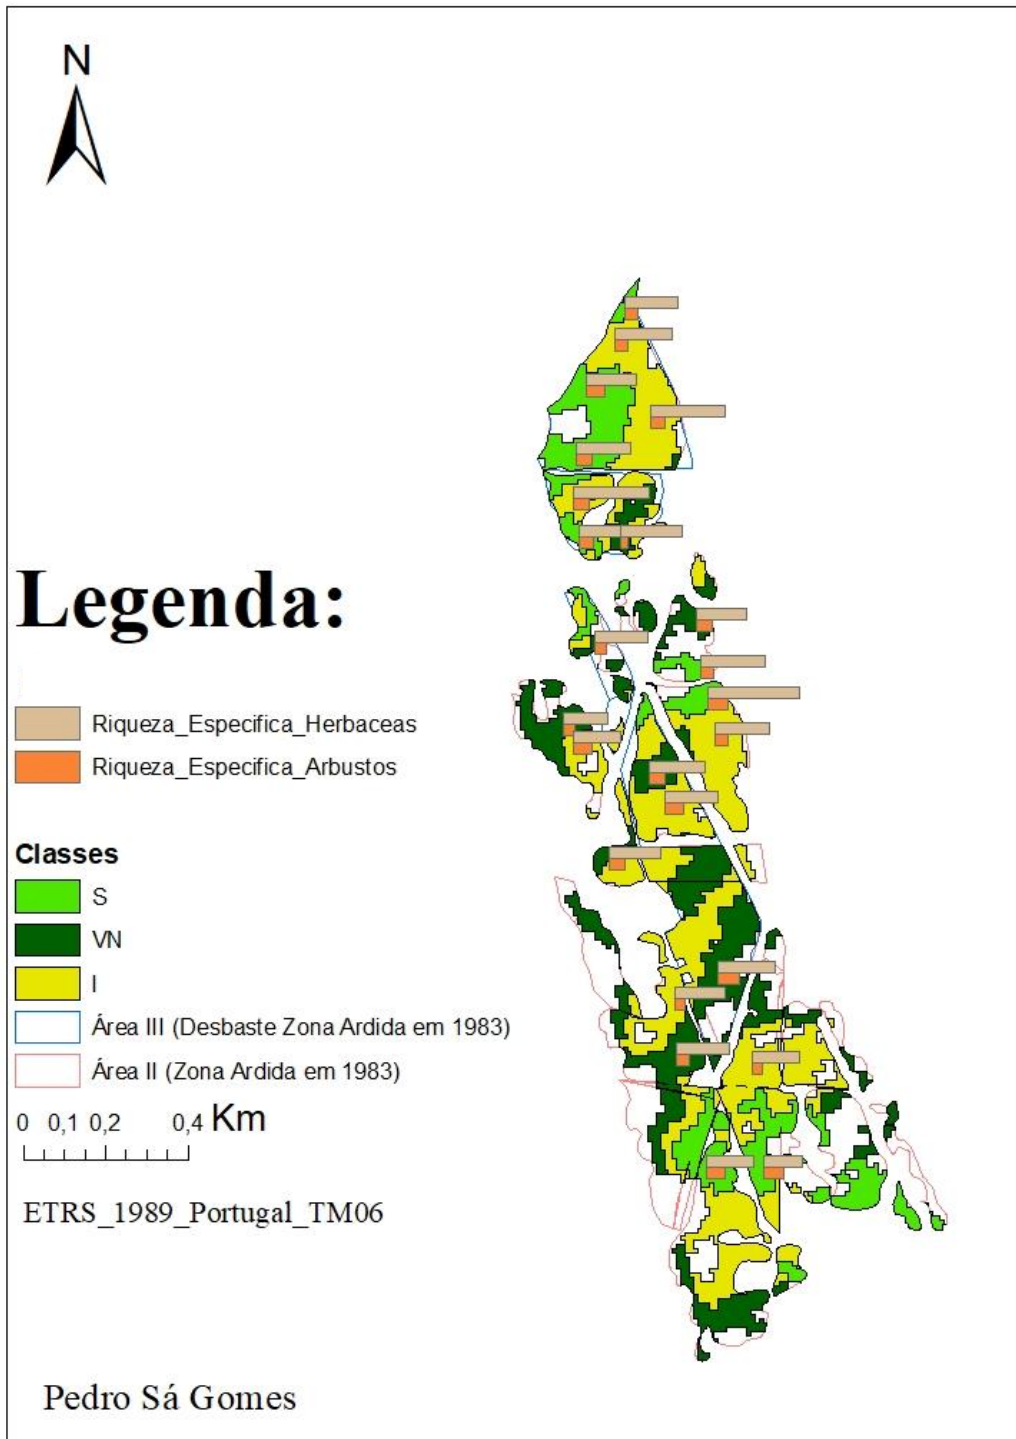 N
Legenda:
Riqueza_Especifica_Herbaceas
Riqueza_Especifica_Arbustos
Classes
S
VN
I
Área III (Desbaste Zona Ardida em 1983)
Área II (Zona Ardida em 1983)
0 0,1 0,2 0,4 Km
ETRS_1989_Portugal_TM06
Pedro Sá Gomes